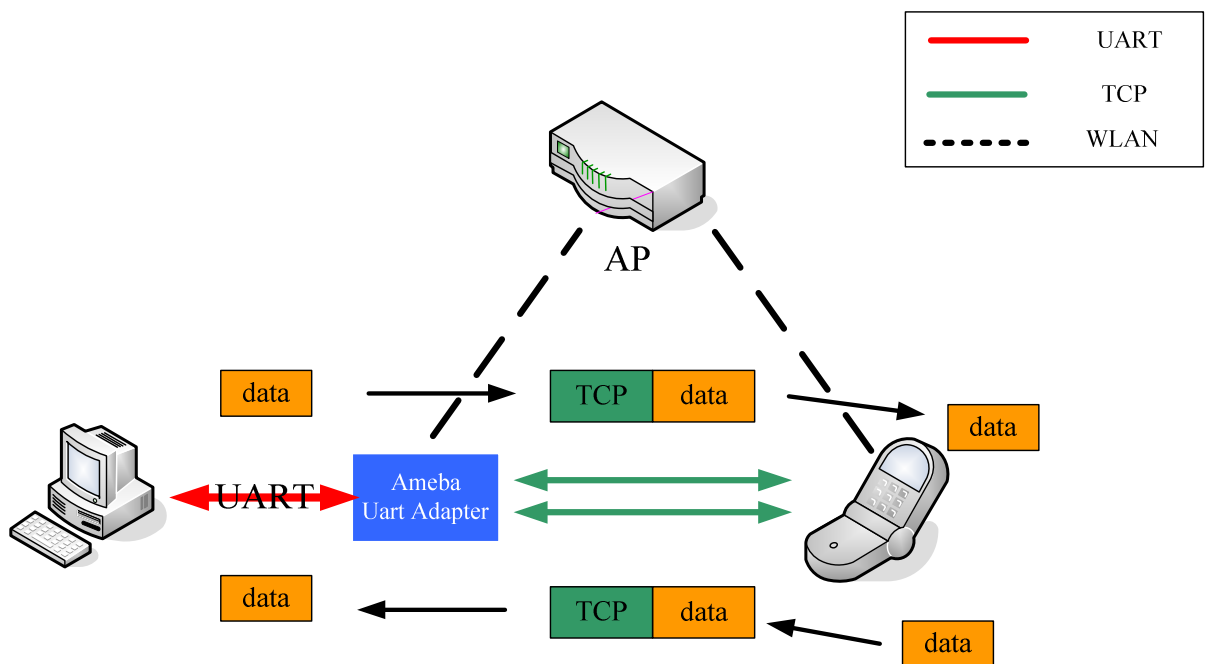 UART
TCP
WLAN
AP
data
TCP data
data
UART
Ameba
Uart Adapter
data
TCP data
data